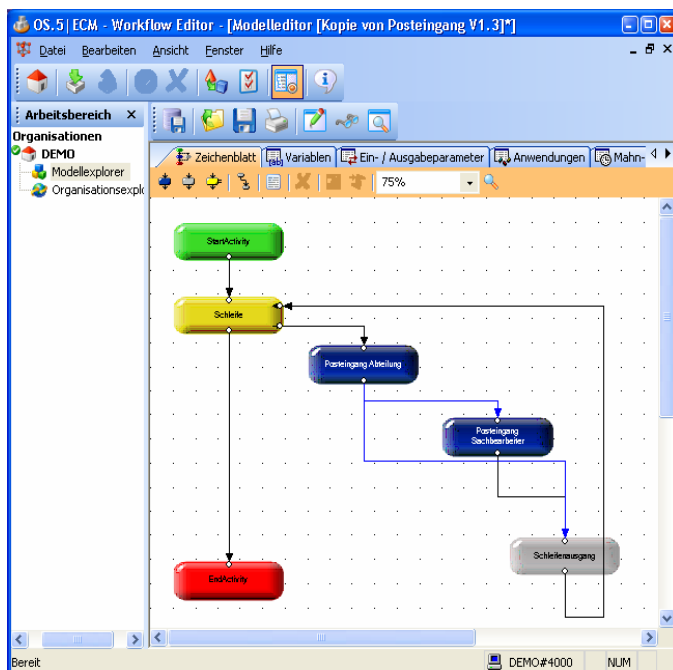 OS.5|ECM - Workflow Editor - [Modelleditor [Kopie von Posteingang V1.3]*]
Datei Bearbeiten Ansicht Fenster Hilfe
Arbeitsbereich
Organisationen
DEMO
Modellexplorer
Organisationsexplo
Zeichenblatt Variablen Ein- / Ausgabeparameter Anwendungen Mahn-
75%
StartActivity
Schleife
Posteingang Abteilung
Posteingang
Sachbearbeiter
Schleifenausgang
EndActivity
Bereit DEMO#4000 NUM